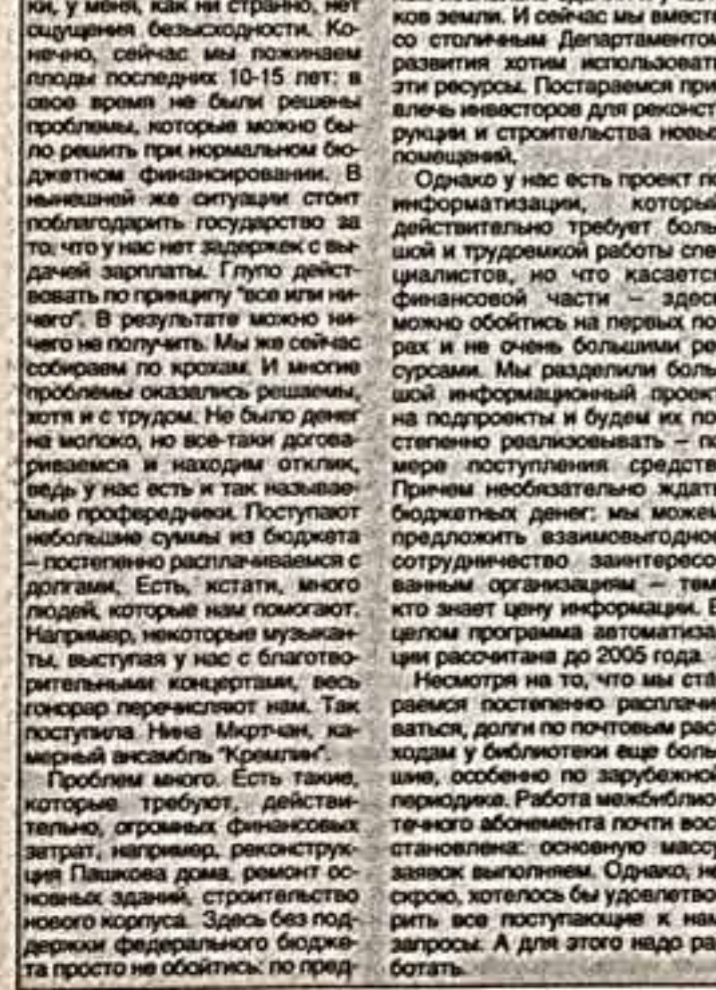 ки, у меня, как ни странно, нет
ощущения безысходности. Ко-
нечно, сейчас мы пожинаем
плоды последних 10-15 лет: в
свое время не были решены
проблемы, которые можно бы-
ло решить при нормальном бю-
джетном финансировании. В
нынешней же ситуации стоит
поблагодарить государство за
то, что у нас нет задержек с вы-
дачей зарплаты. Глупо дейст-
вовать по принципу "все или ни-
чего". В результате можно ни-
чего не получить. Мы же сейчас
собираем по крохам. И многие
проблемы оказались решаемы,
хотя и с трудом. Не было денег
на молоко, но все-таки догова-
риваемся и находим отклик,
ведь у нас есть и так называе-
мые профвредники. Поступают
небольшие суммы из бюджета
– постепенно расплачиваемся с
долгами. Есть, кстати, много
людей, которые нам помогают.
Например, некоторые музыкан-
ты, выступая у нас с благотво-
рительными концертами, весь
гонорар перечисляют нам. Так
поступила Нина Мкртчан, ка-
мерный ансамбль "Кремлин".
Проблем много. Есть такие,
которые требуют, действи-
тельно, огромных финансовых
затрат, например, реконструк-
ция Пашкова дома, ремонт ос-
новных зданий, строительство
нового корпуса. Здесь без под-
держки федерального бюдже-
та просто не обойтись: по пред-
ков земли. И сейчас мы вместе
со столичным Департаментом
развития хотим использовать
эти ресурсы. Постараемся при-
влечь инвесторов для реконст-
рукции и строительства новых
помещений.
Однако у нас есть проект по
информатизации, который
действительно требует боль-
шой и трудоемкой работы спе-
циалистов, но что касается
финансовой части – здесь
можно обойтись на первых по-
рах и не очень большими ре-
сурсами. Мы разделили боль-
шой информационный проект
на подпроекты и будем их по-
степенно реализовывать – по
мере поступления средств.
Причем необязательно ждать
бюджетных денег: мы можем
предложить взаимовыгодное
сотрудничество заинтересо-
ванным организациям – тем,
кто знает цену информации. В
целом программа автоматиза-
ции рассчитана до 2005 года.
Несмотря на то, что мы ста-
раемся постепенно расплачи-
ваться, долги по почтовым рас-
ходам у библиотеки еще боль-
шие, особенно по зарубежной
периодике. Работа межбиблио-
течного абонемента почти вос-
становлена: основную массу
заявок выполняем. Однако, не
скрою, хотелось бы удовлетво-
рить все поступающие к нам
запросы. А для этого надо ра-
ботать.